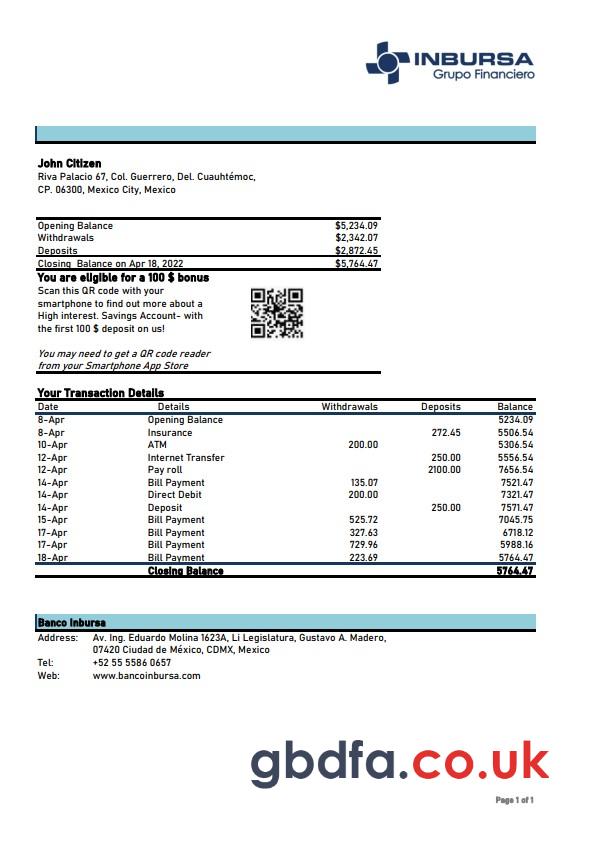 INBURSA
Grupo Financiero
John Citizen
Riva Palacio 67, Col. Guerrero, Del. Cuauhtémoc,
CP. 06300, Mexico City, Mexico
Opening Balance $5,234.09
Withdrawals $2,342.07
Deposits $2,872.45
Closing Balance on Apr 18, 2022 $5,764.47
You are eligible for a 100 $ bonus
Scan this QR code with your
smartphone to find out more about a
High interest. Savings Account- with
the first 100 $ deposit on us!
You may need to get a QR code reader
from your Smartphone App Store
Your Transaction Details
Date Details Withdrawals Deposits Balance
8-Apr Opening Balance 5234.09
8-Apr Insurance 272.45 5506.54
10-Apr ATM 200.00 5306.54
12-Apr Internet Transfer 250.00 5556.54
12-Apr Pay roll 2100.00 7656.54
14-Apr Bill Payment 135.07 7521.47
14-Apr Direct Debit 200.00 7321.47
14-Apr Deposit 250.00 7571.47
15-Apr Bill Payment 525.72 7045.75
17-Apr Bill Payment 327.63 6718.12
17-Apr Bill Payment 729.96 5988.16
18-Apr Bill Payment 223.69 5764.47
Closing Balance 5764.47
Banco Inbursa
Address: Av. Ing. Eduardo Molina 1623A, Li Legislatura, Gustavo A. Madero,
07420 Ciudad de México, CDMX, Mexico
Tel: +52 55 5586 0657
Web: www.bancoinbursa.com
gbdfa.co.uk
Page 1 of 1